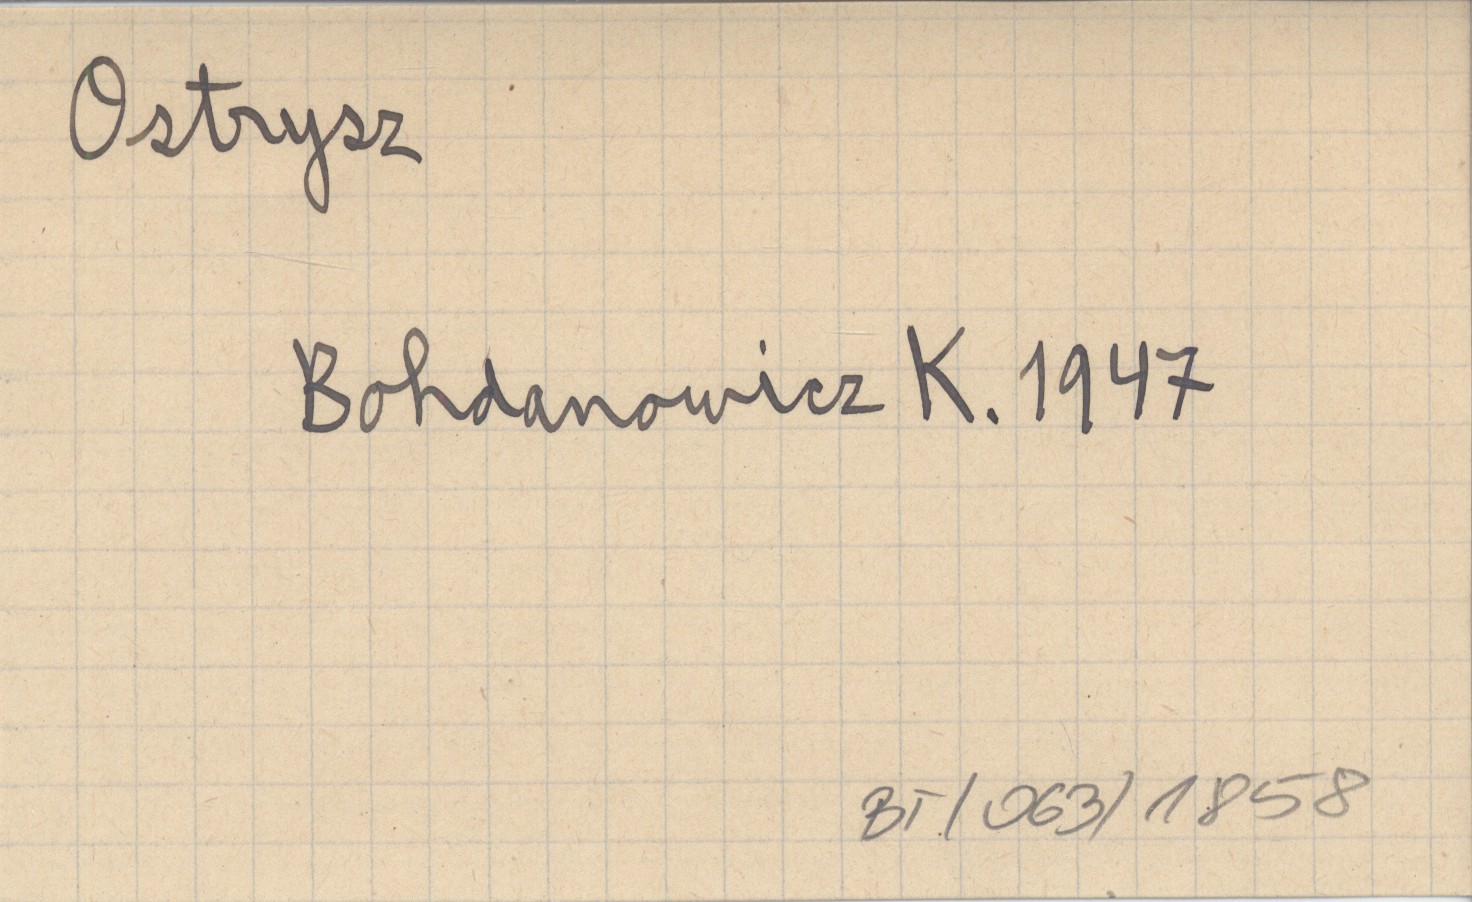 Ostrysz
Bohdanowicz K. 1947
BT/063/1858